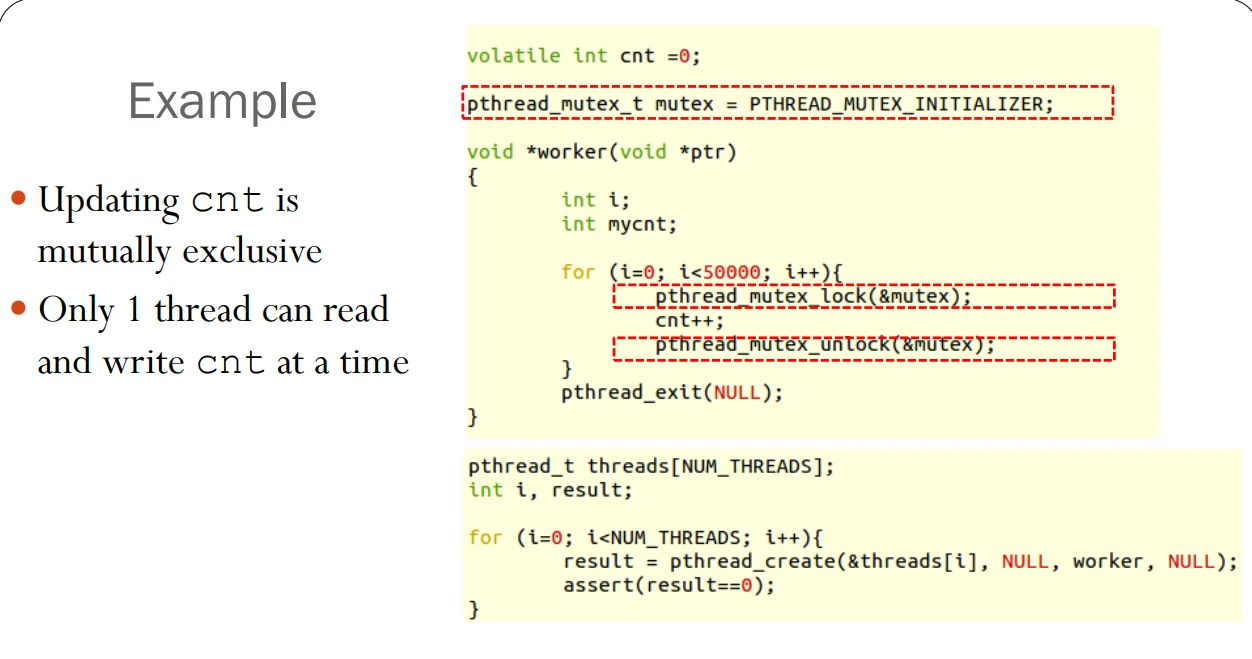 Example
• Updating cnt is
mutually exclusive
• Only 1 thread can read
and write cnt at a time
volatile int cnt =0;
pthread_mutex_t mutex = PTHREAD_MUTEX_INITIALIZER;
void *worker(void *ptr)
{
int i;
int mycnt;
for (i=0; i<50000; i++){
pthread_mutex_lock(&mutex);
cnt++;
pthread_mutex_unlock(&mutex);
}
pthread_exit(NULL);
}
pthread_t threads[NUM_THREADS];
int i, result;
for (i=0; i<NUM_THREADS; i++){
result = pthread_create(&threads[i], NULL, worker, NULL);
assert(result==0);
}